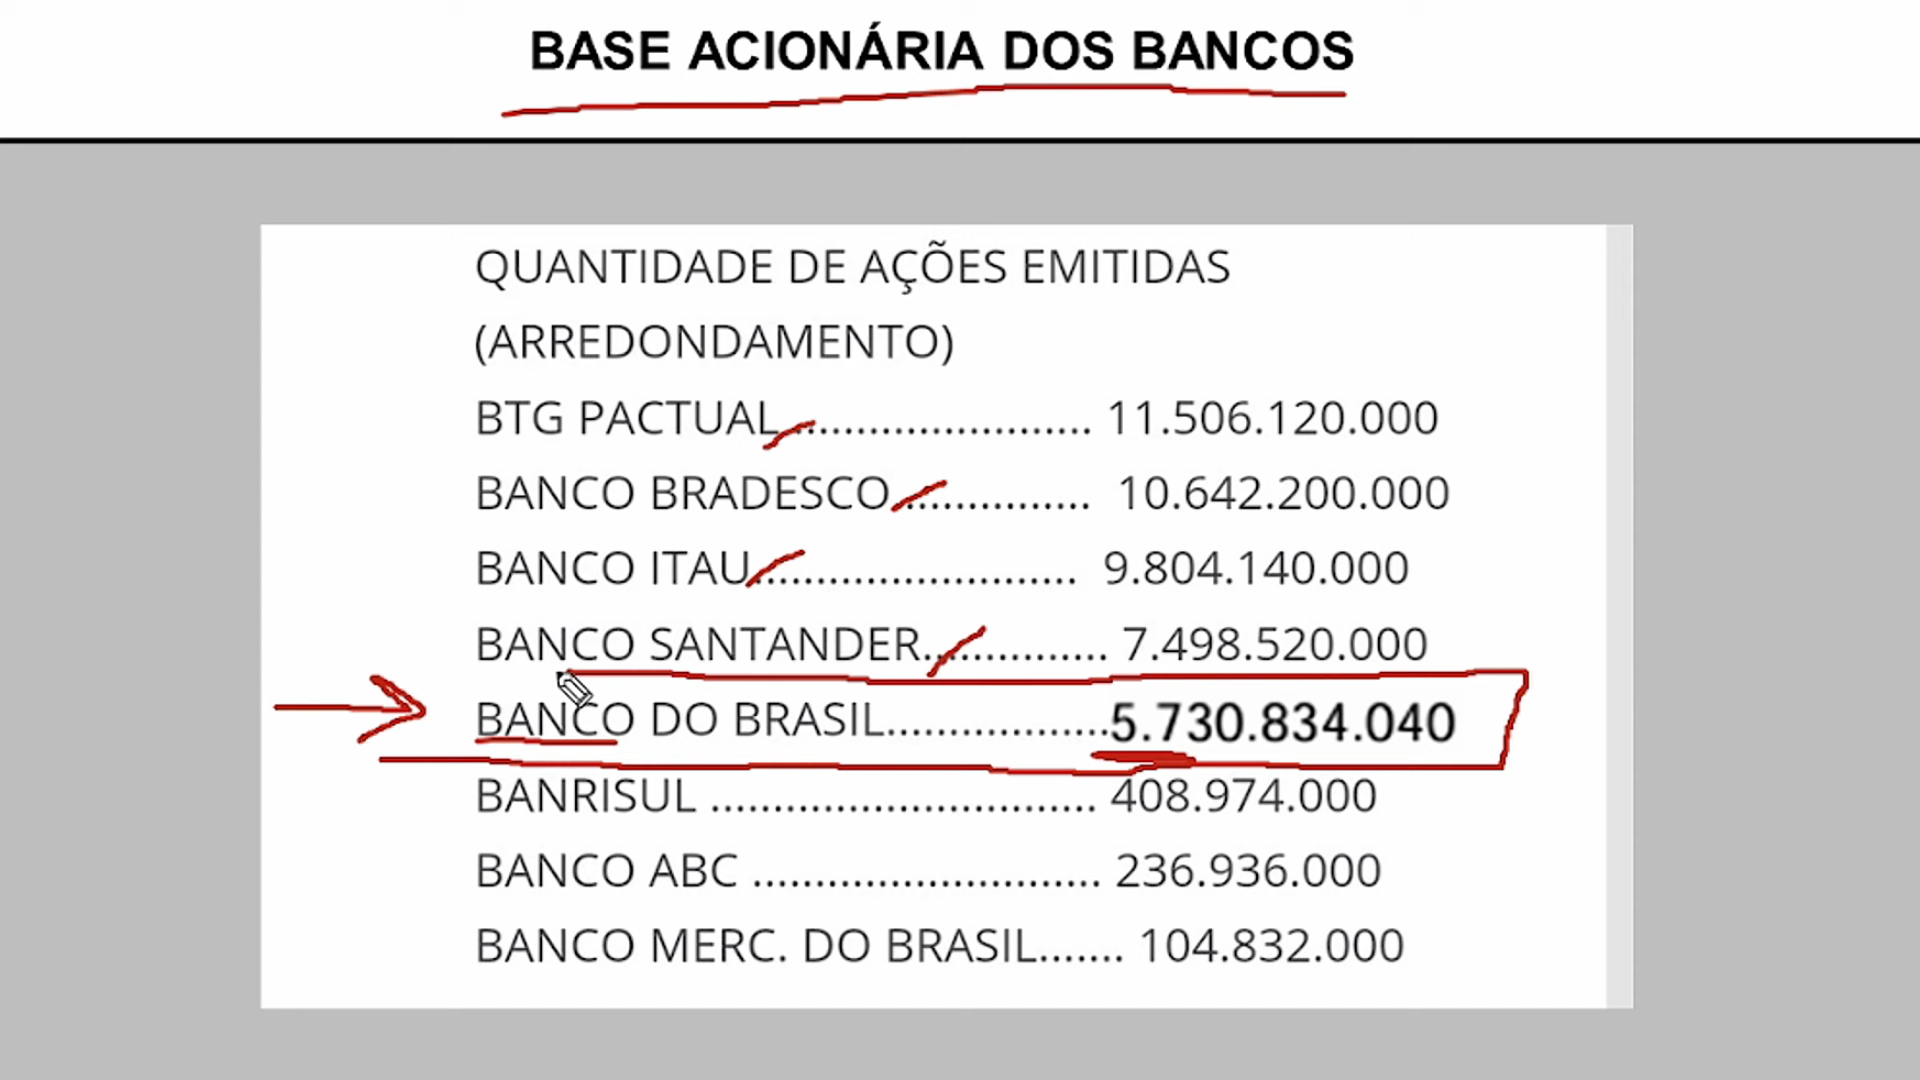 BASE ACIONÁRIA DOS BANCOS
QUANTIDADE DE AÇÕES EMITIDAS
(ARREDONDAMENTO)
BTG PACTUAL........................ 11.506.120.000
BANCO BRADESCO............... 10.642.200.000
BANCO ITAU.......................... 9.804.140.000
BANCO SANTANDER............... 7.498.520.000
BANCO DO BRASIL..................5.730.834.040
BANRISUL ............................... 408.974.000
BANCO ABC ............................ 236.936.000
BANCO MERC. DO BRASIL....... 104.832.000